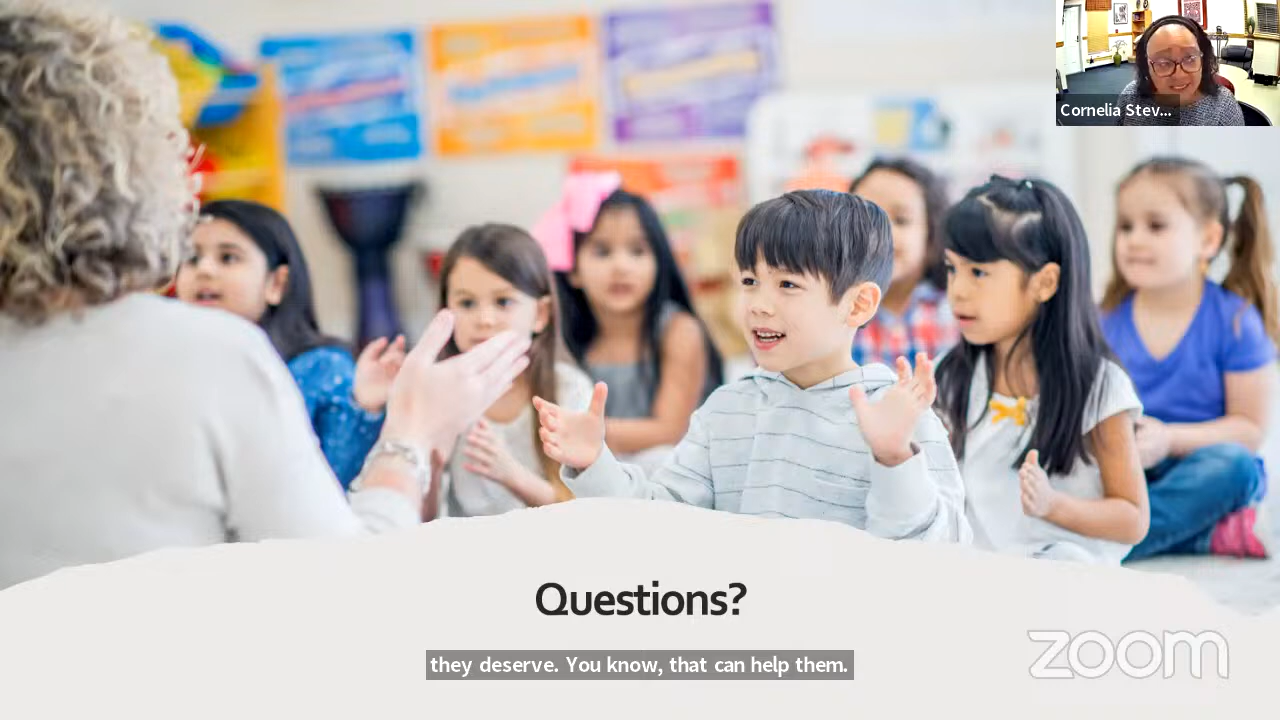 Cornelia Stev...
Questions?
they deserve. You know, that can help them.
zoom